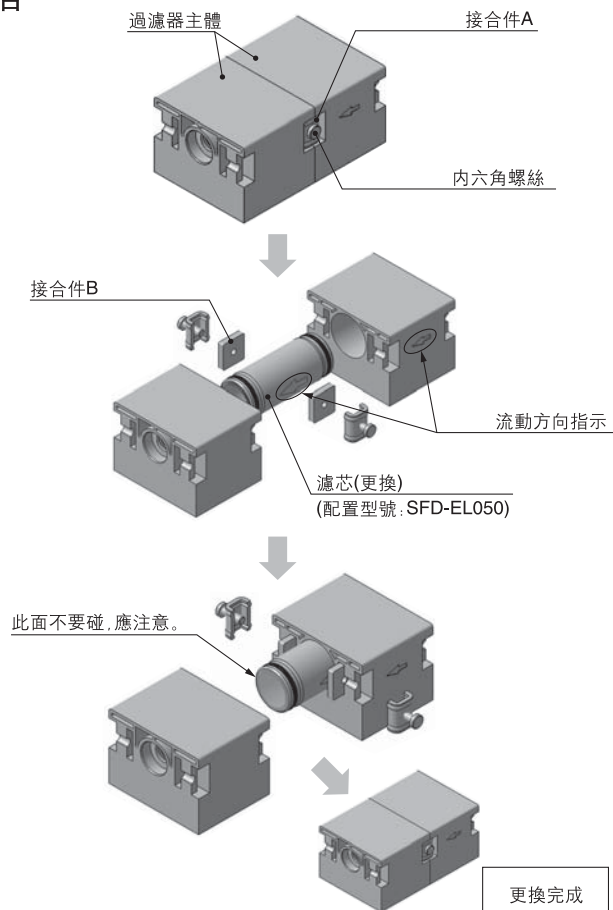 過濾器主體
接合件A
内六角螺絲
接合件B
流動方向指示
濾芯(更換)
(配置型號:SFD-EL050)
此面不要碰,應注意。
更換完成